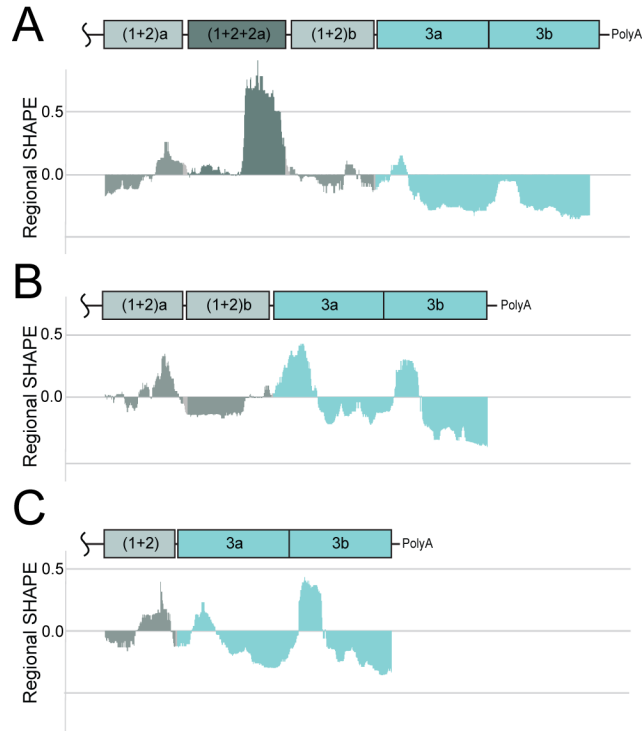 A
(1+2)a (1+2+2a) (1+2)b 3a 3b PolyA
0.5
0.0
Regional SHAPE
B
(1+2)a (1+2)b 3a 3b PolyA
0.5
0.0
Regional SHAPE
C
(1+2) 3a 3b PolyA
0.5
0.0
Regional SHAPE